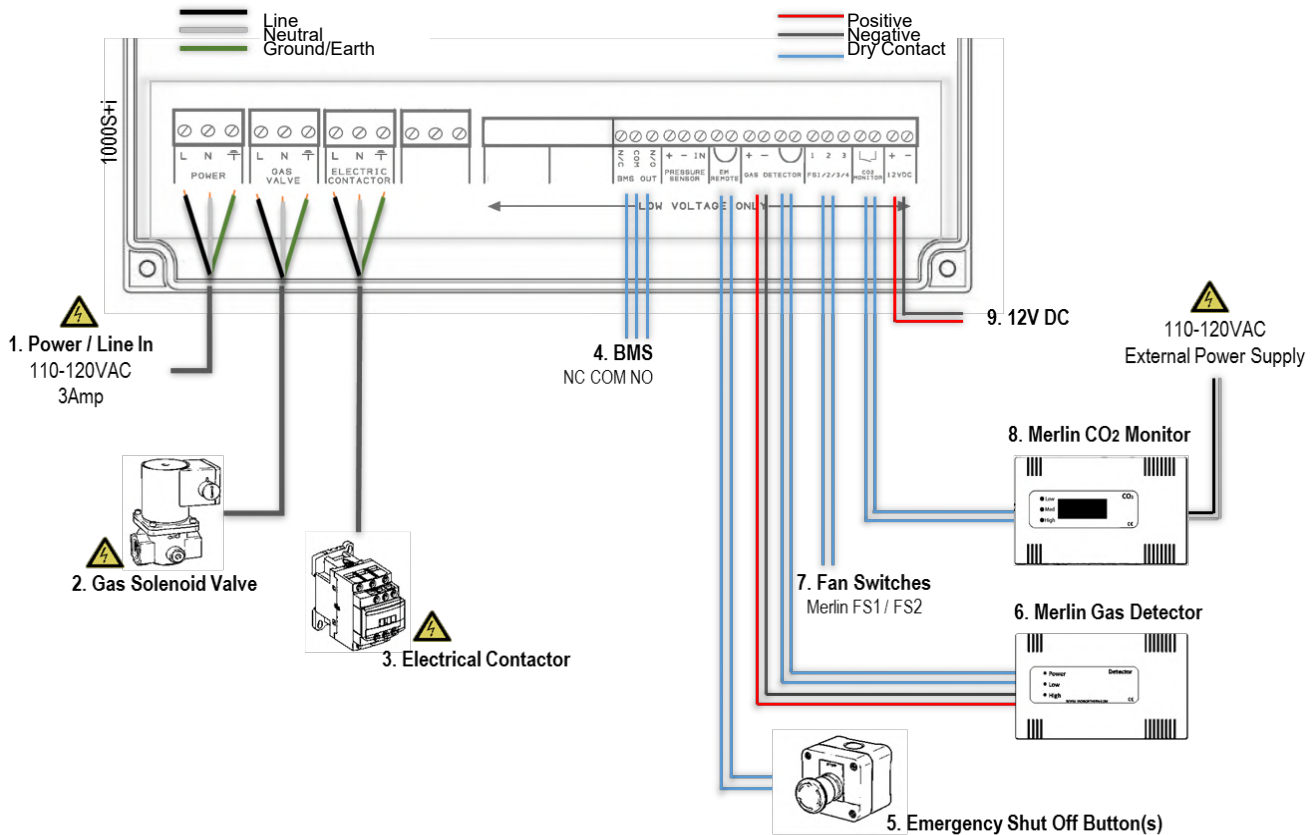 Line
Neutral
Ground/Earth
Positive
Negative
Dry Contact
1000S+i
L N
POWER
L N
GAS
VALVE
L N
ELECTRIC
CONTACTOR
N/C
COM
N/O
BMS OUT
+ - IN
PRESSURE
SENSOR
EM
REMOTE
+ -
GAS DETECTOR
1 2 3
FS1/2/3/4
CO2
MONITOR
+ -
12VDC
LOW VOLTAGE ONLY
1. Power / Line In
110-120VAC
3Amp
4. BMS
NC COM NO
9. 12V DC
110-120VAC
External Power Supply
8. Merlin CO2 Monitor
Low
Med
High
CO2
CE
2. Gas Solenoid Valve
3. Electrical Contactor
7. Fan Switches
Merlin FS1 / FS2
6. Merlin Gas Detector
Power
Low
High
Detector
CE
5. Emergency Shut Off Button(s)